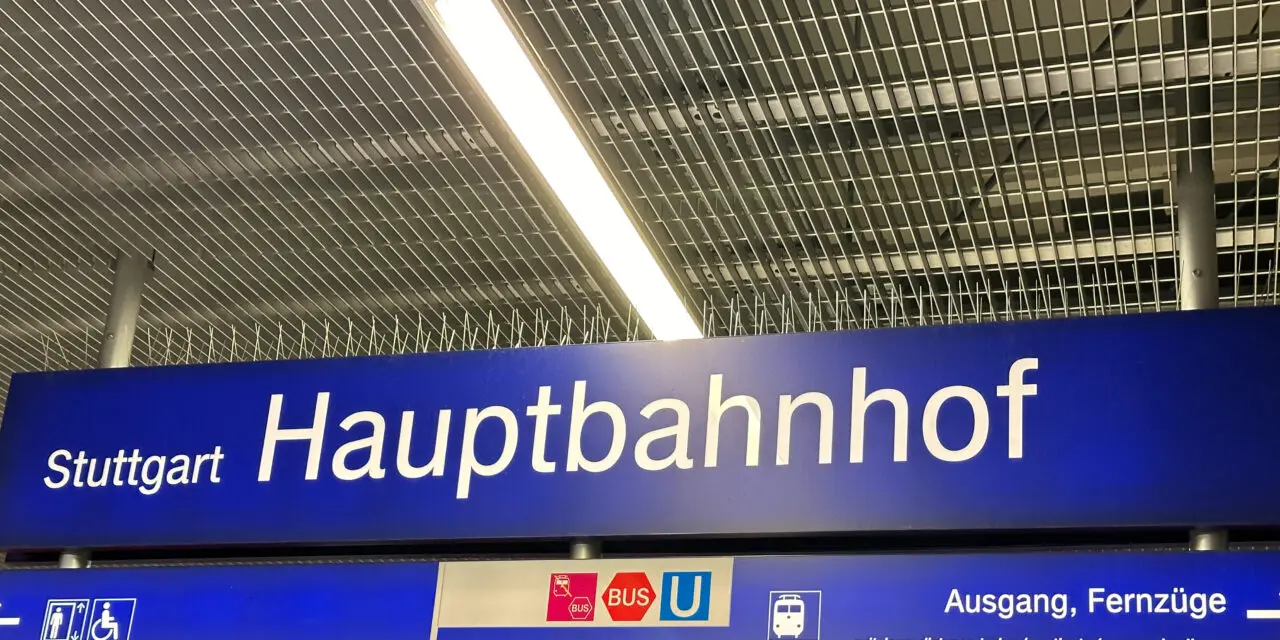 Stuttgart Hauptbahnhof
BUS BUS U
Ausgang, Fernzüge